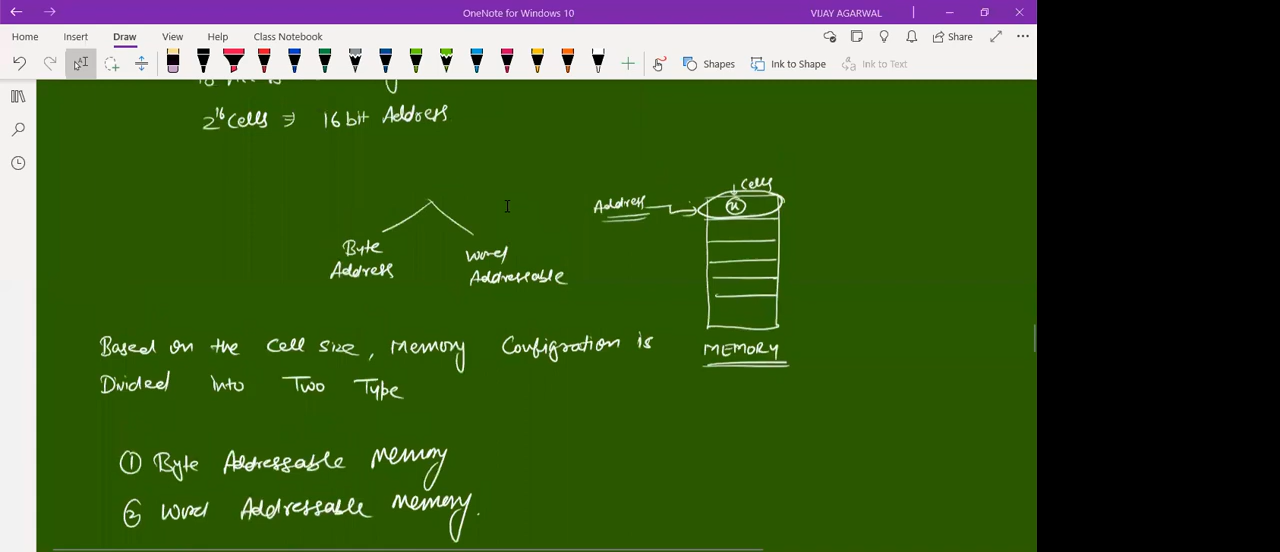 OneNote for Windows 10
VIJAY AGARWAL
Home Insert Draw View Help Class Notebook
Share
Shapes
Ink to Shape
Ink to Text
2^16 Cells ⇒ 16 bit Address
Cells
Address
Byte
Address
Word
Addressable
Based on the Cell size, Memory Configration is
Divided into Two Type
MEMORY
① Byte Addressable Memory
② Word Addressable Memory.